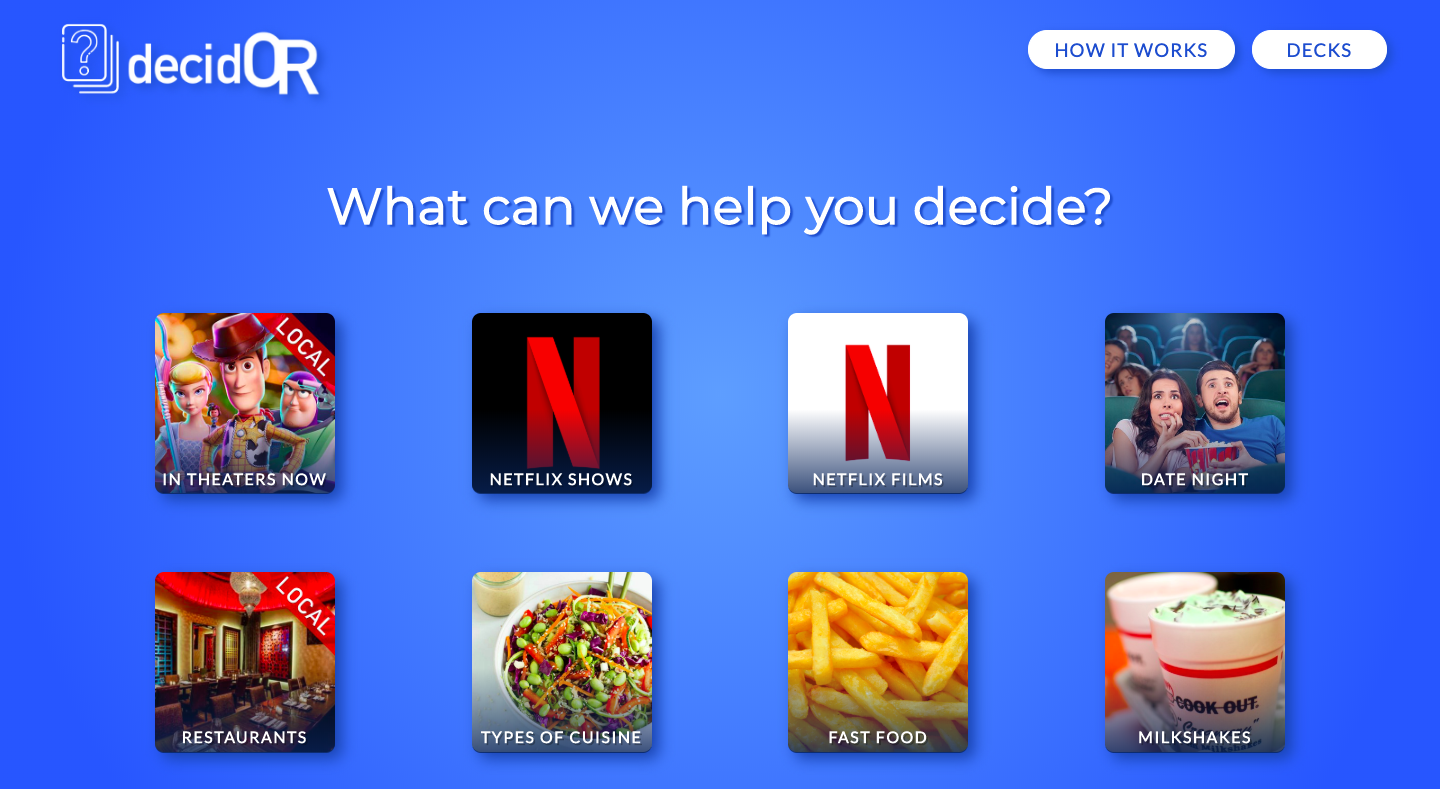 ?
decidOR
HOW IT WORKS
DECKS
What can we help you decide?
LOCAL
IN THEATERS NOW
NETFLIX SHOWS
NETFLIX FILMS
DATE NIGHT
LOCAL
RESTAURANTS
TYPES OF CUISINE
FAST FOOD
COOK OUT.
Milkshakes
MILKSHAKES